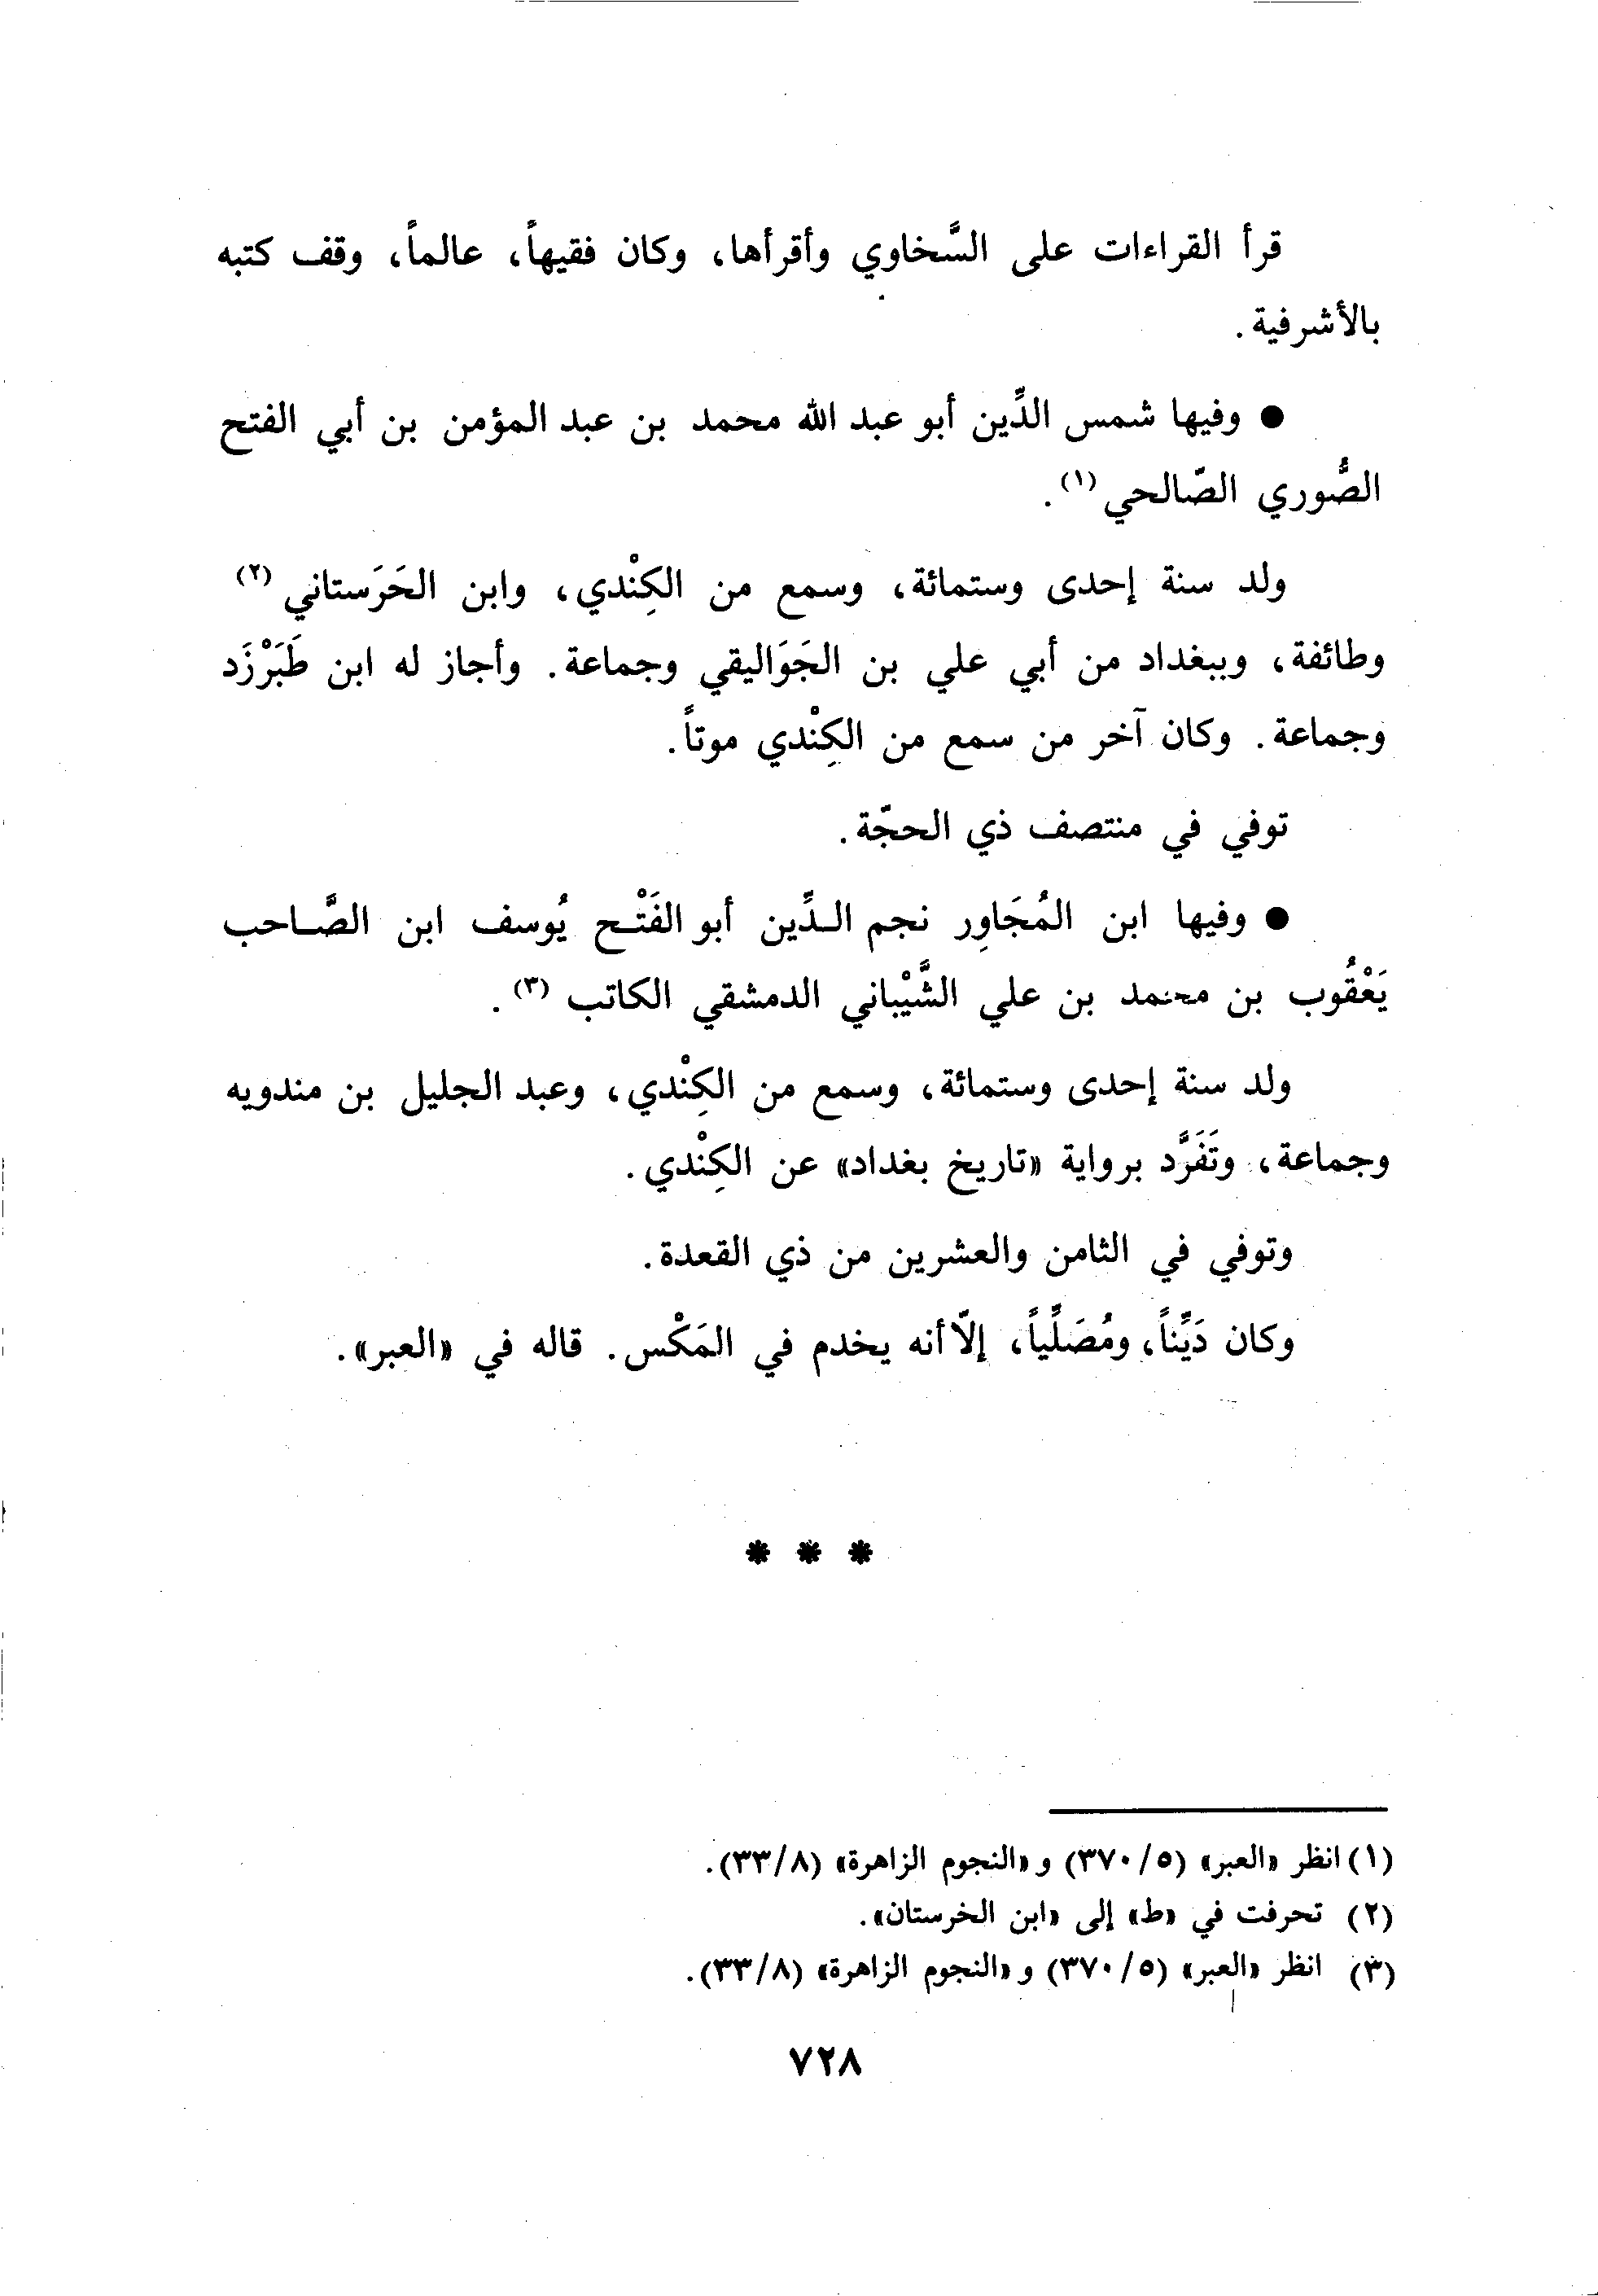 قرأ القراءات على السَّخاوي وأقرأها، وكان فقيهاً، عالماً، وقف كتبه
بالأشرفية.
● وفيها شمس الدِّين أبو عبد الله محمد بن عبد المؤمن بن أبي الفتح
الصُّوري الصّالحي (١).
ولد سنة إحدى وستمائة، وسمع من الكِنْدي، وابن الحَرَستاني (٢)
وطائفة، وببغداد من أبي علي بن الجَوَاليقي وجماعة. وأجاز له ابن طَبَرْزَد
وجماعة. وكان آخر من سمع من الكِنْدي موتاً.
توفي في منتصف ذي الحجّة.
● وفيها ابن المُجَاوِر نجم الـدِّين أبو الفَتْـح يُوسف ابن الصَّـاحب
يَعْقُوب بن محمد بن علي الشَّيْباني الدمشقي الكاتب (٣).
ولد سنة إحدى وستمائة، وسمع من الكِنْدي، وعبد الجليل بن مندويه
وجماعة، وتَفَرَّد برواية «تاريخ بغداد» عن الكِنْدي.
وتوفي في الثامن والعشرين من ذي القعدة.
وكان دَيِّناً، ومُصَلِّياً، إلّا أنه يخدم في المَكْس. قاله في «العبر».
* * *
(١) انظر «العبر» (٥/ ٣٧٠) و «النجوم الزاهرة» (٨/ ٣٣).
(٢) تحرفت في «ط» إلى «ابن الخرستان».
(٣) انظر «العبر» (٥/ ٣٧٠) و «النجوم الزاهرة» (٨/ ٣٣).
٧٢٨